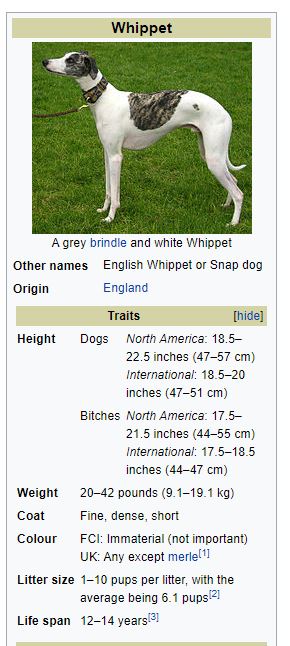 Whippet
A grey brindle and white Whippet
Other names English Whippet or Snap dog
Origin England
Traits [hide]
Height Dogs North America: 18.5–
22.5 inches (47–57 cm)
International: 18.5–20
inches (47–51 cm)
Bitches North America: 17.5–
21.5 inches (44–55 cm)
International: 17.5–18.5
inches (44–47 cm)
Weight 20–42 pounds (9.1–19.1 kg)
Coat Fine, dense, short
Colour FCI: Immaterial (not important)
UK: Any except merle[1]
Litter size 1–10 pups per litter, with the
average being 6.1 pups[2]
Life span 12–14 years[3]